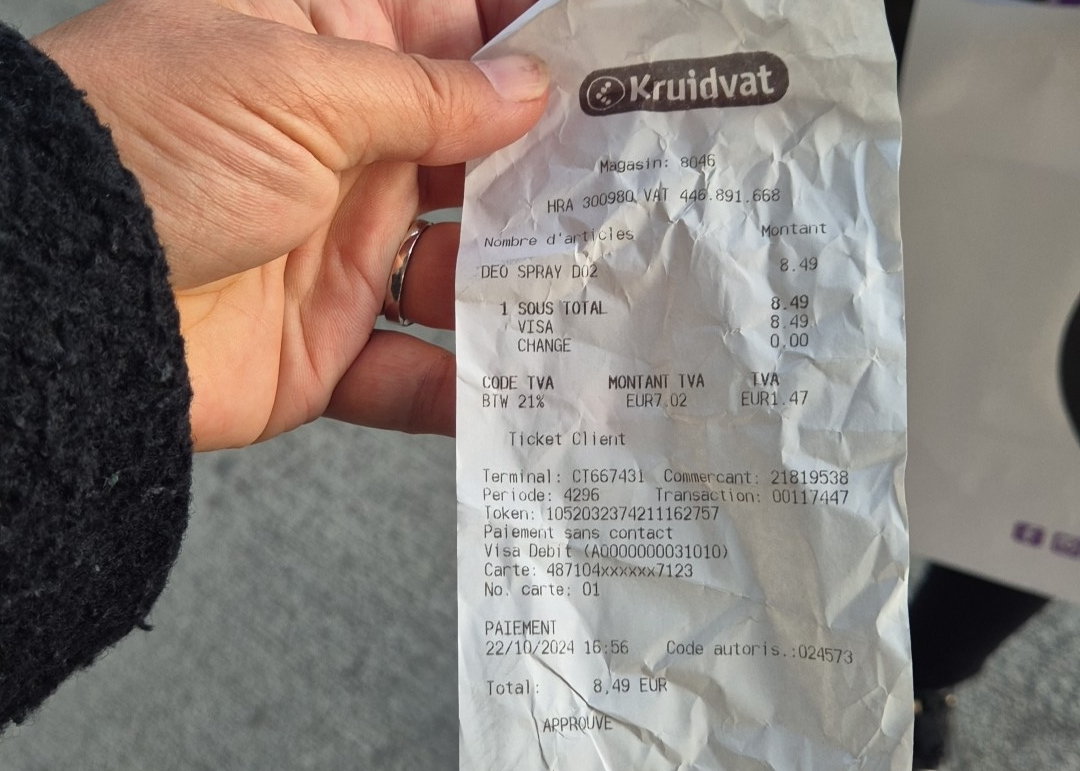 Kruidvat
Magasin: 8046
HRA 300980 VAT 446.891.668
Nombre d'articles Montant
DEO SPRAY D02 8.49
1 SOUS TOTAL 8.49
VISA 8.49
CHANGE 0,00
CODE TVA MONTANT TVA TVA
BTW 21% EUR7.02 EUR1.47
Ticket Client
Terminal: CT667431 Commercant: 21819538
Periode: 4296 Transaction: 00117447
Token: 1052032374211162757
Paiement sans contact
Visa Debit (A0000000031010)
Carte: 487104xxxxxx7123
No. carte: 01
PAIEMENT
22/10/2024 16:56 Code autoris.:024573
Total: 8,49 EUR
APPROUVE